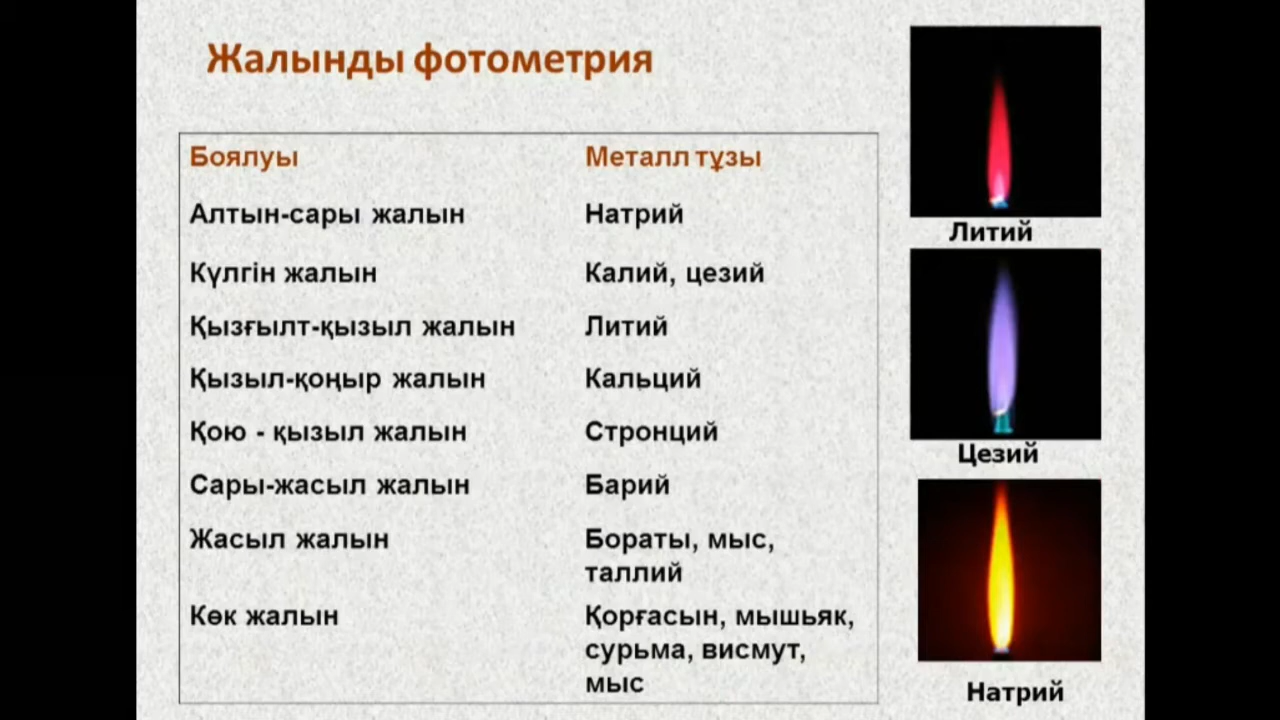 Жалынды фотометрия
Боялуы Металл тұзы
Алтын-сары жалын Натрий
Күлгін жалын Калий, цезий
Қызғылт-қызыл жалын Литий
Қызыл-қоңыр жалын Кальций
Қою - қызыл жалын Стронций
Сары-жасыл жалын Барий
Жасыл жалын Бораты, мыс,
таллий
Көк жалын Қорғасын, мышьяк,
сурьма, висмут,
мыс
Литий
Цезий
Натрий